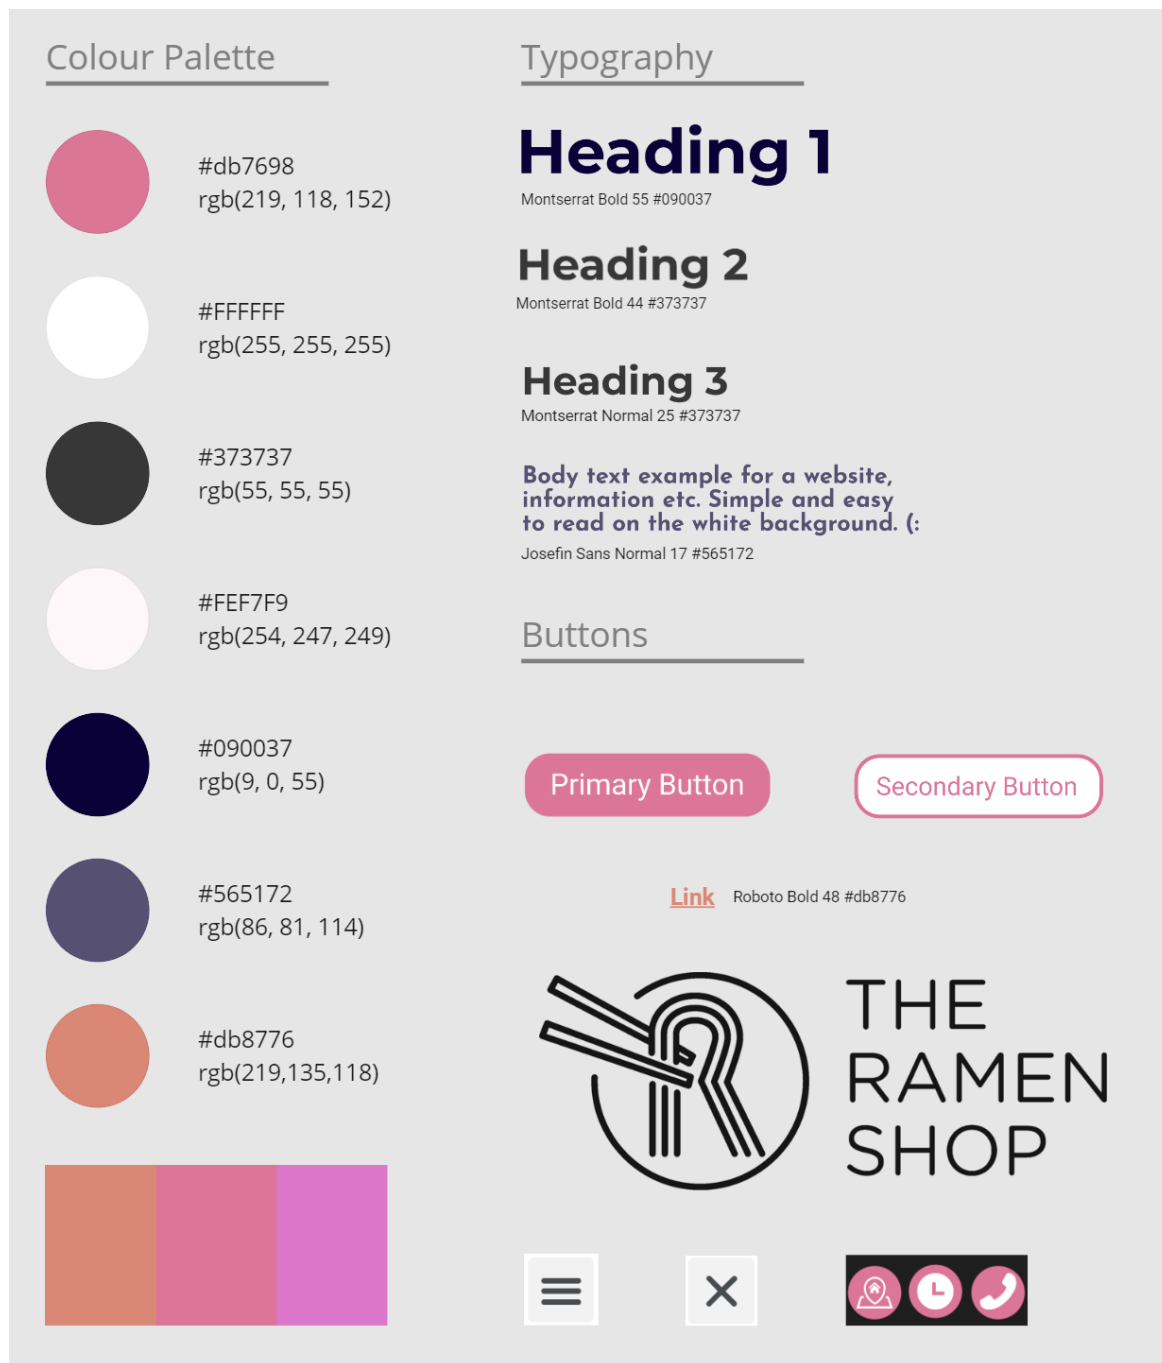 Colour Palette
#db7698
rgb(219, 118, 152)
#FFFFFF
rgb(255, 255, 255)
#373737
rgb(55, 55, 55)
#FEF7F9
rgb(254, 247, 249)
#090037
rgb(9, 0, 55)
#565172
rgb(86, 81, 114)
#db8776
rgb(219,135,118)
Typography
Heading 1
Montserrat Bold 55 #090037
Heading 2
Montserrat Bold 44 #373737
Heading 3
Montserrat Normal 25 #373737
Body text example for a website,
information etc. Simple and easy
to read on the white background. (:
Josefin Sans Normal 17 #565172
Buttons
Primary Button
Secondary Button
Link
Roboto Bold 48 #db8776
THE
RAMEN
SHOP